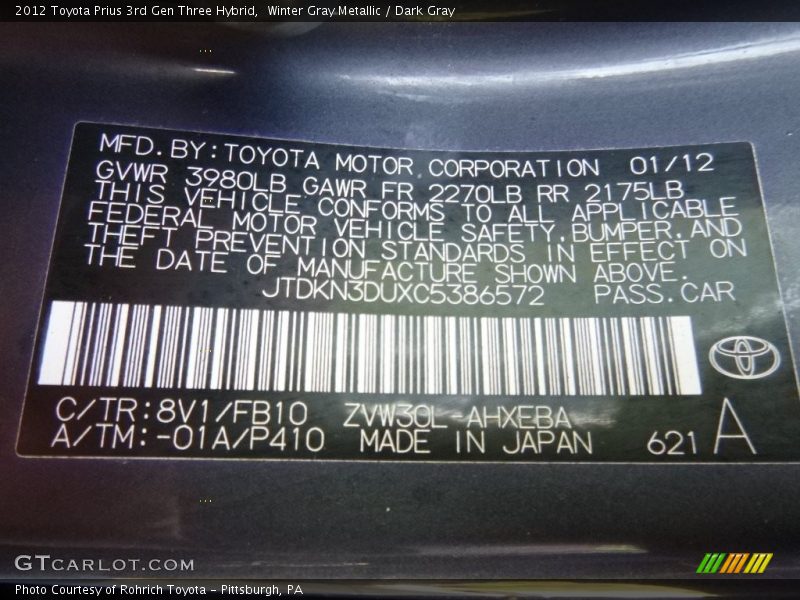 2012 Toyota Prius 3rd Gen Three Hybrid,  Winter Gray Metallic / Dark Gray
MFD.BY:TOYOTA MOTOR CORPORATION 01/12
GVWR 3980LB GAWR FR 2270LB RR 2175LB
THIS VEHICLE CONFORMS TO ALL APPLICABLE
FEDERAL MOTOR VEHICLE SAFETY,BUMPER,AND
THEFT PREVENTION STANDARDS IN EFFECT ON
THE DATE OF MANUFACTURE SHOWN ABOVE.
JTDKN3DUXC5386572 PASS.CAR
C/TR:8V1/FB10 ZVW30L-AHXEBA
A/TM:-01A/P410 MADE IN JAPAN 621 A
GTCARLOT.COM
Photo Courtesy of Rohrich Toyota - Pittsburgh, PA